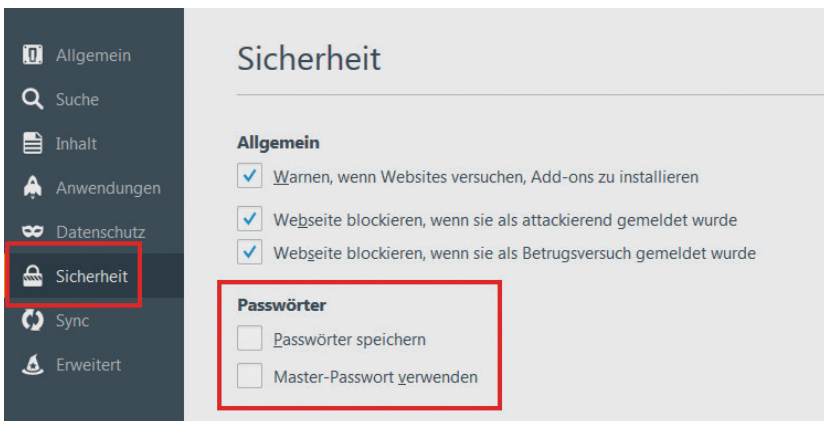 Allgemein
Suche
Inhalt
Anwendungen
Datenschutz
Sicherheit
Sync
Erweitert
Sicherheit
Allgemein
Warnen, wenn Websites versuchen, Add-ons zu installieren
Webseite blockieren, wenn sie als attackierend gemeldet wurde
Webseite blockieren, wenn sie als Betrugsversuch gemeldet wurde
Passwörter
Passwörter speichern
Master-Passwort verwenden